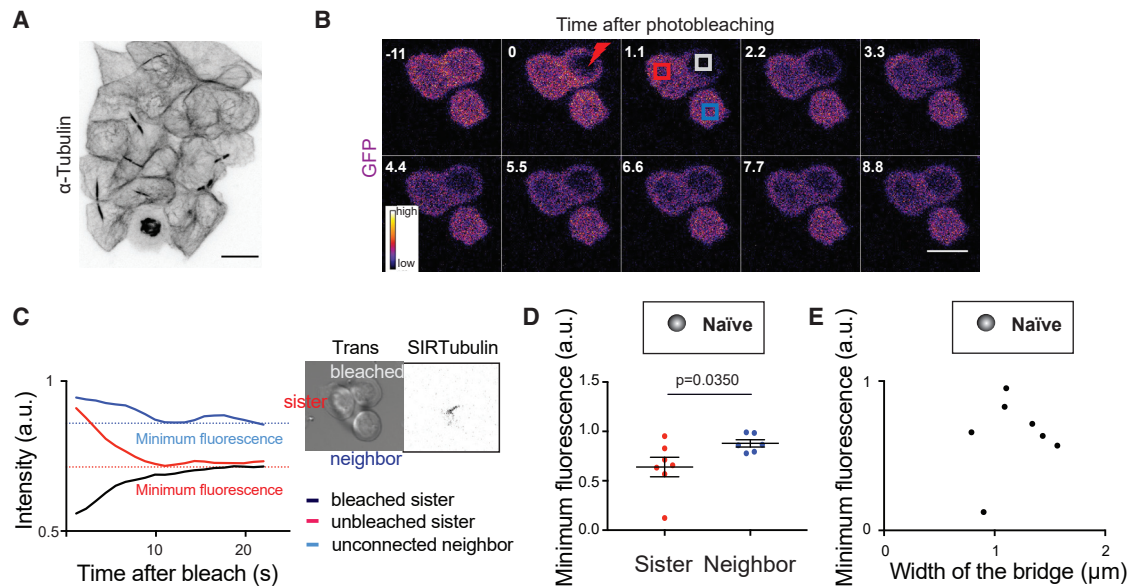 A
α-Tubulin
B
Time after photobleaching
-11
0
1.1
2.2
3.3
4.4
5.5
6.6
7.7
8.8
GFP
high
low
C
Intensity (a.u.)
1
0.5
10
20
Time after bleach (s)
Minimum fluorescence
Minimum fluorescence
Trans
SIRTubulin
bleached
sister
neighbor
bleached sister
unbleached sister
unconnected neighbor
D
Naïve
Minimum fluorescence (a.u.)
p=0.0350
1.5
1.0
0.5
0.0
Sister
Neighbor
E
Naïve
Minimum fluorescence (a.u.)
1
0
0
1
2
Width of the bridge (µm)